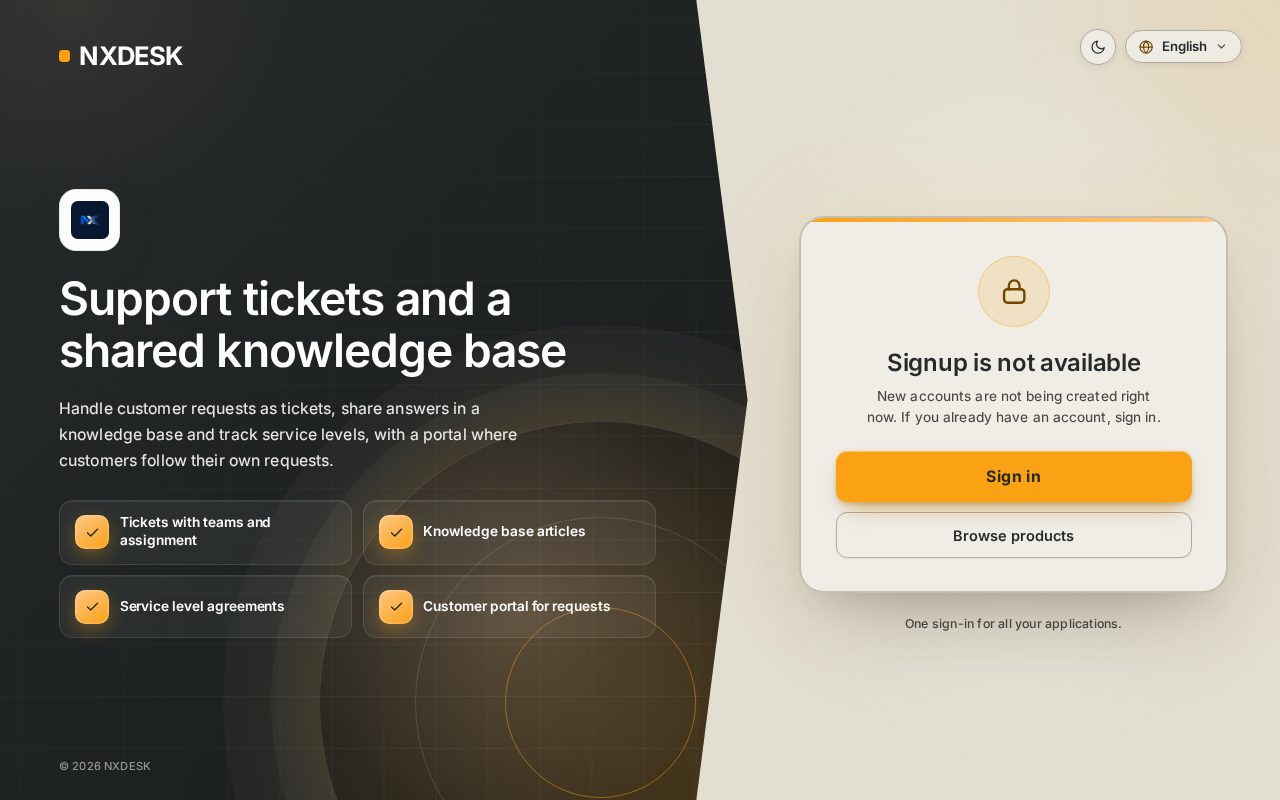 NXDESK
English
NX
Support tickets and a
shared knowledge base
Handle customer requests as tickets, share answers in a
knowledge base and track service levels, with a portal where
customers follow their own requests.
Tickets with teams and
assignment
Knowledge base articles
Service level agreements
Customer portal for requests
© 2026 NXDESK
Signup is not available
New accounts are not being created right
now. If you already have an account, sign in.
Sign in
Browse products
One sign-in for all your applications.